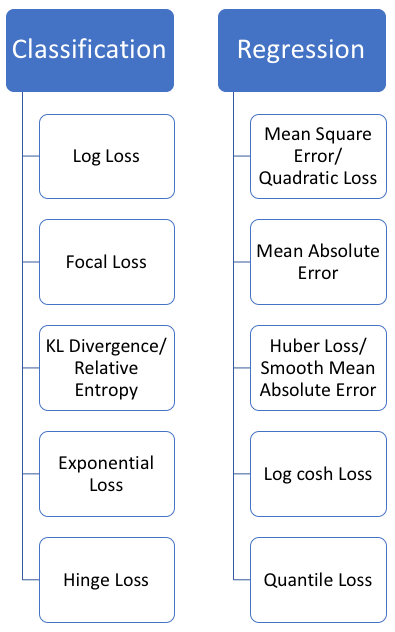 Classification
Log Loss
Focal Loss
KL Divergence/
Relative
Entropy
Exponential
Loss
Hinge Loss
Regression
Mean Square
Error/
Quadratic Loss
Mean Absolute
Error
Huber Loss/
Smooth Mean
Absolute Error
Log cosh Loss
Quantile Loss